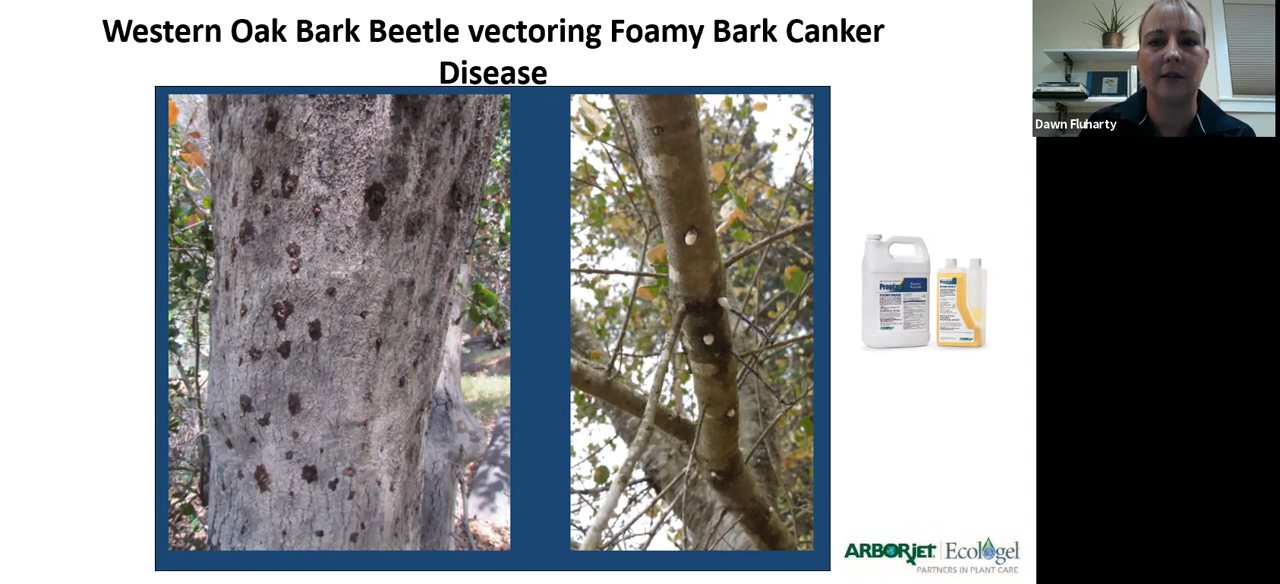 Western Oak Bark Beetle vectoring Foamy Bark Canker
Disease
Dawn Fluharty
ARBORjet Ecologel
PARTNERS IN PLANT CARE